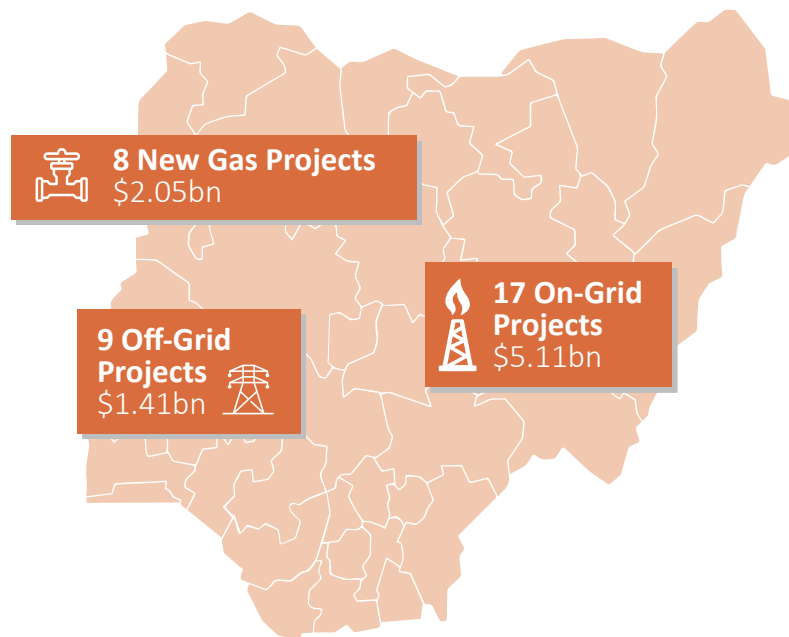 8 New Gas Projects
$2.05bn
17 On-Grid
Projects
$5.11bn
9 Off-Grid
Projects
$1.41bn